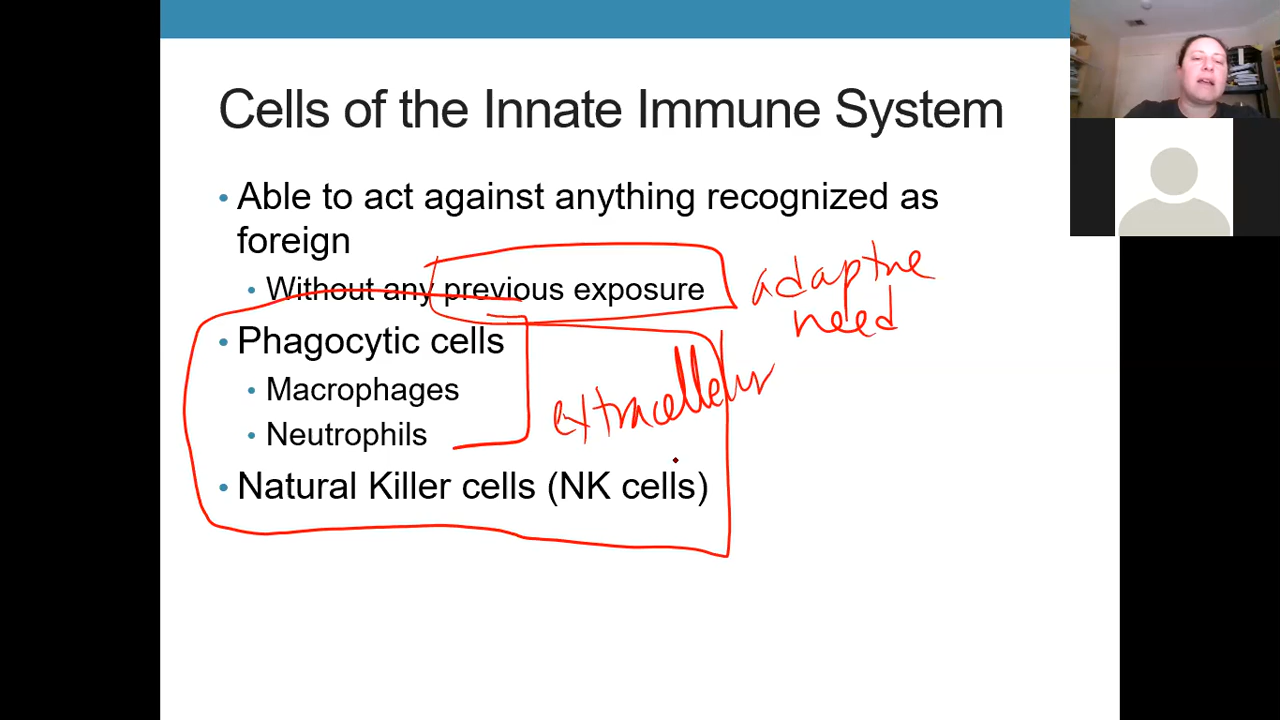 Cells of the Innate Immune System
• Able to act against anything recognized as
foreign
• Without any previous exposure
adaptive
need
• Phagocytic cells
• Macrophages
• Neutrophils
extracellular
• Natural Killer cells (NK cells)